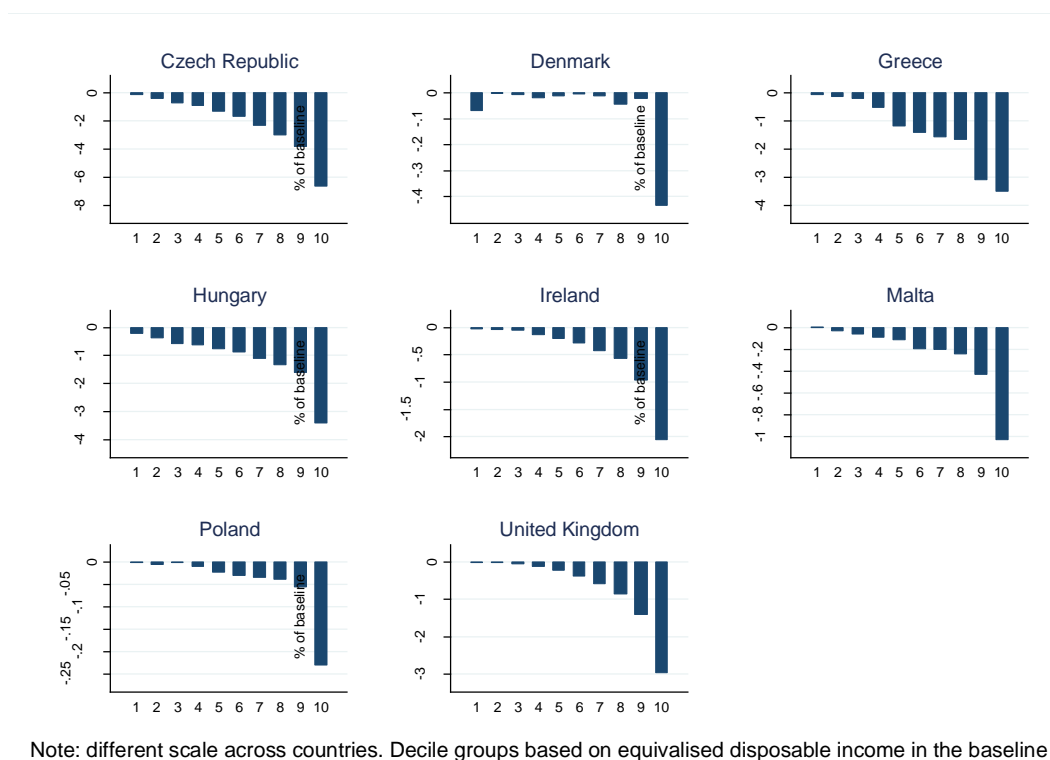 Czech Republic
0
-2
-4
-6
-8
1 2 3 4 5 6 7 8 9 10
Denmark
% of baseline
0
-.1
-.2
-.3
-.4
1 2 3 4 5 6 7 8 9 10
Greece
% of baseline
0
-1
-2
-3
-4
1 2 3 4 5 6 7 8 9 10
Hungary
0
-1
-2
-3
-4
1 2 3 4 5 6 7 8 9 10
Ireland
% of baseline
0
-.5
-1
-1.5
-2
1 2 3 4 5 6 7 8 9 10
Malta
% of baseline
0
-.2
-.4
-.6
-.8
-1
1 2 3 4 5 6 7 8 9 10
Poland
0
-.05
-.1
-.15
-.2
-.25
1 2 3 4 5 6 7 8 9 10
United Kingdom
% of baseline
0
-1
-2
-3
1 2 3 4 5 6 7 8 9 10
Note: different scale across countries. Decile groups based on equivalised disposable income in the baseline